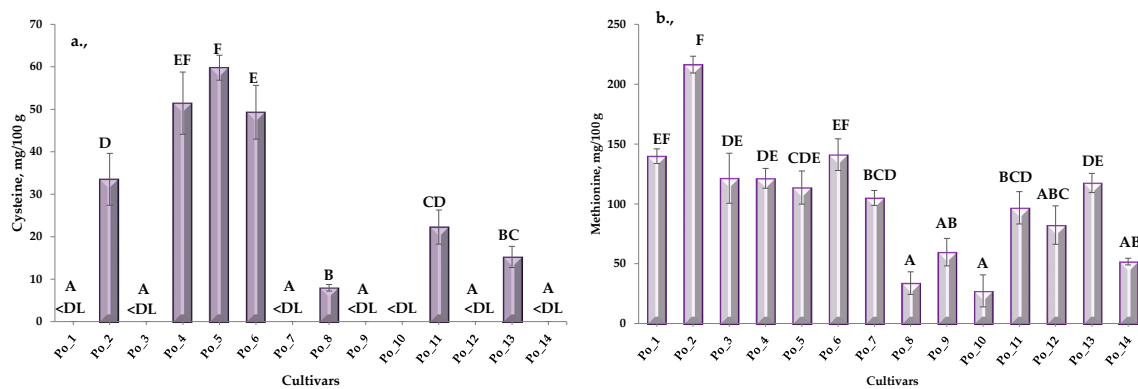 a.,
Cysteine, mg/100 g
70
60
50
40
30
20
10
0
A
<DL
D
A
<DL
EF
F
E
A
<DL
B
A
<DL
<DL
CD
A
<DL
BC
A
<DL
Po_1
Po_2
Po_3
Po_4
Po_5
Po_6
Po_7
Po_8
Po_9
Po_10
Po_11
Po_12
Po_13
Po_14
Cultivars
b.,
Methionine, mg/100 g
250
200
150
100
50
0
EF
F
DE
DE
CDE
EF
BCD
A
AB
A
BCD
ABC
DE
AB
Po_1
Po_2
Po_3
Po_4
Po_5
Po_6
Po_7
Po_8
Po_9
Po_10
Po_11
Po_12
Po_13
Po_14
Cultivars